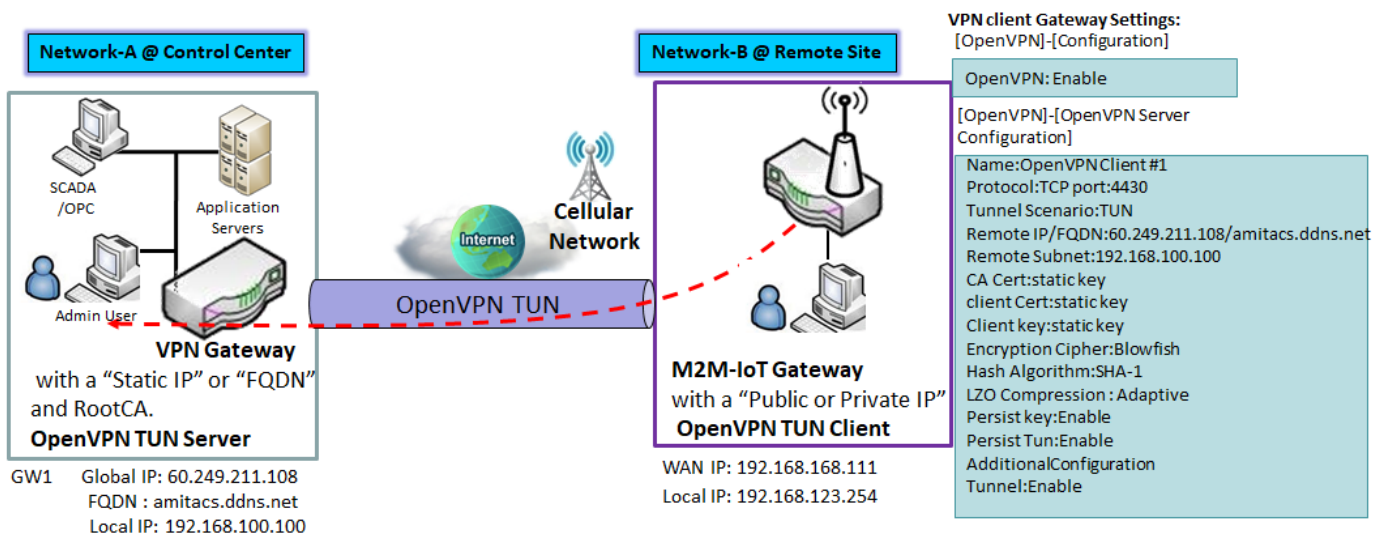 Network-A @ Control Center
SCADA
/OPC
Application
Servers
Admin User
VPN Gateway
with a “Static IP” or “FQDN”
and RootCA.
OpenVPN TUN Server
GW1 Global IP: 60.249.211.108
FQDN : amitacs.ddns.net
Local IP: 192.168.100.100
Internet
Cellular
Network
OpenVPN TUN
Network-B @ Remote Site
M2M-IoT Gateway
with a “Public or Private IP”
OpenVPN TUN Client
WAN IP: 192.168.168.111
Local IP: 192.168.123.254
VPN client Gateway Settings:
[OpenVPN]-[Configuration]
OpenVPN: Enable
[OpenVPN]-[OpenVPN Server
Configuration]
Name:OpenVPN Client #1
Protocol:TCP port:4430
Tunnel Scenario:TUN
Remote IP/FQDN:60.249.211.108/amitacs.ddns.net
Remote Subnet:192.168.100.100
CA Cert:static key
client Cert:static key
Client key:static key
Encryption Cipher:Blowfish
Hash Algorithm:SHA-1
LZO Compression : Adaptive
Persist key:Enable
Persist Tun:Enable
AdditionalConfiguration
Tunnel:Enable